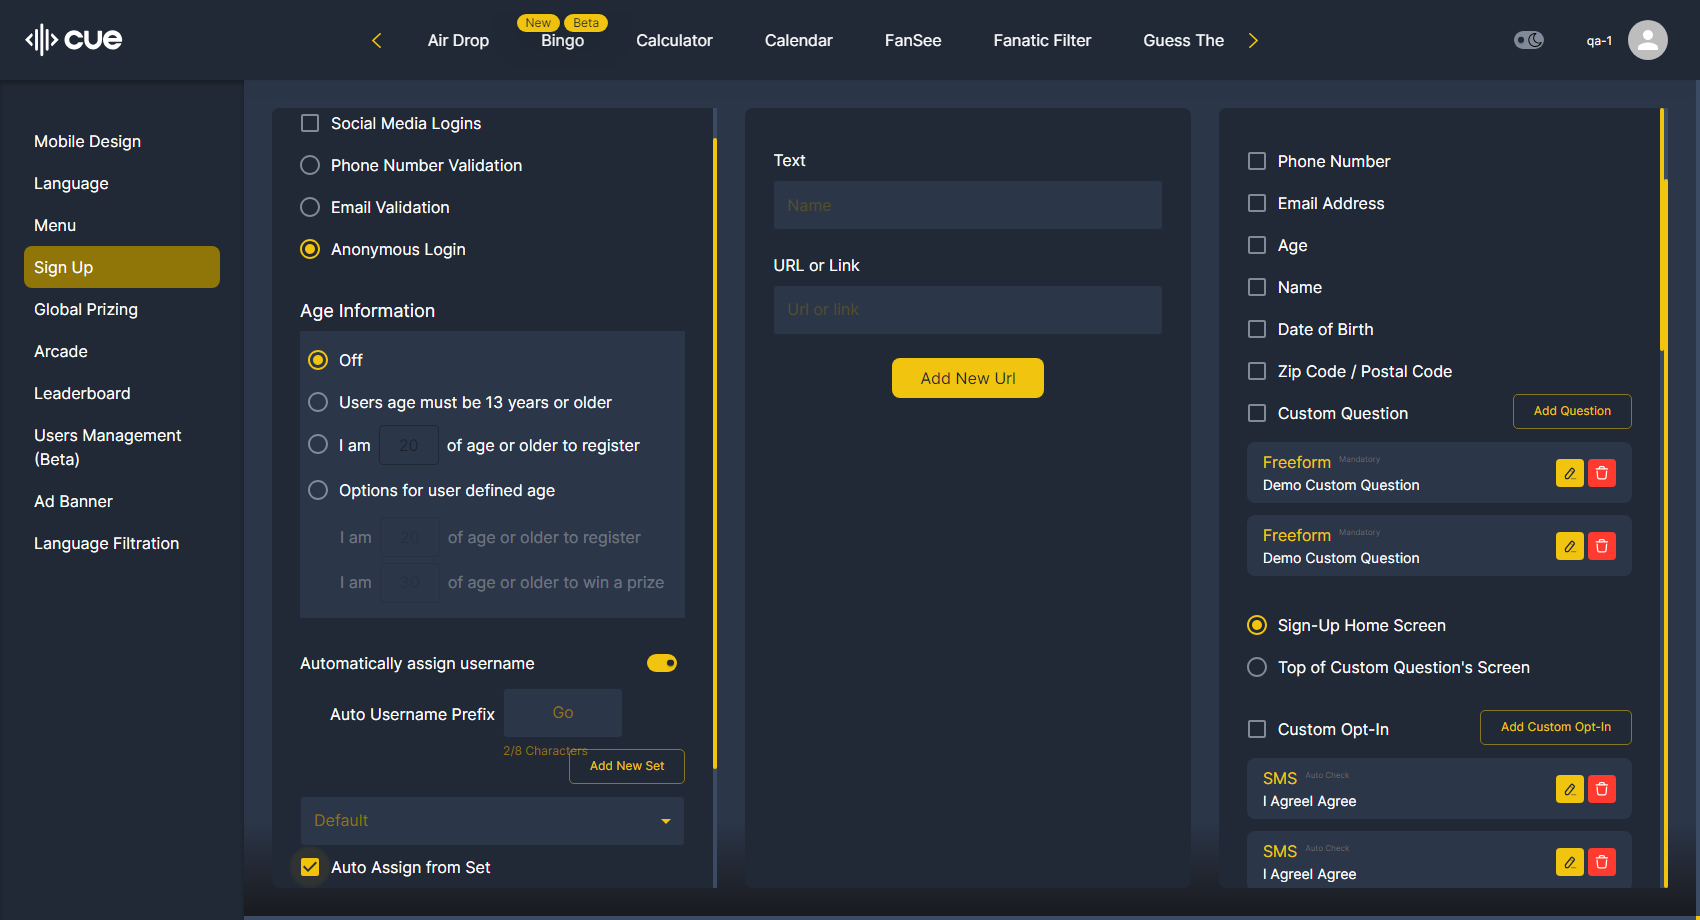 cue
Air Drop
New
Beta
Bingo
Calculator
Calendar
FanSee
Fanatic Filter
Guess The
qa-1
Mobile Design
Language
Menu
Sign Up
Global Prizing
Arcade
Leaderboard
Users Management
(Beta)
Ad Banner
Language Filtration
Social Media Logins
Phone Number Validation
Email Validation
Anonymous Login
Age Information
Off
Users age must be 13 years or older
I am 20 of age or older to register
Options for user defined age
I am 20 of age or older to register
I am 30 of age or older to win a prize
Automatically assign username
Auto Username Prefix Go
2/8 Characters
Add New Set
Default
Auto Assign from Set
Text
Name
URL or Link
Url or link
Add New Url
Phone Number
Email Address
Age
Name
Date of Birth
Zip Code / Postal Code
Custom Question Add Question
Freeform Mandatory
Demo Custom Question
Freeform Mandatory
Demo Custom Question
Sign-Up Home Screen
Top of Custom Question's Screen
Custom Opt-In Add Custom Opt-In
SMS Auto Check
I AgreeI Agree
SMS Auto Check
I AgreeI Agree